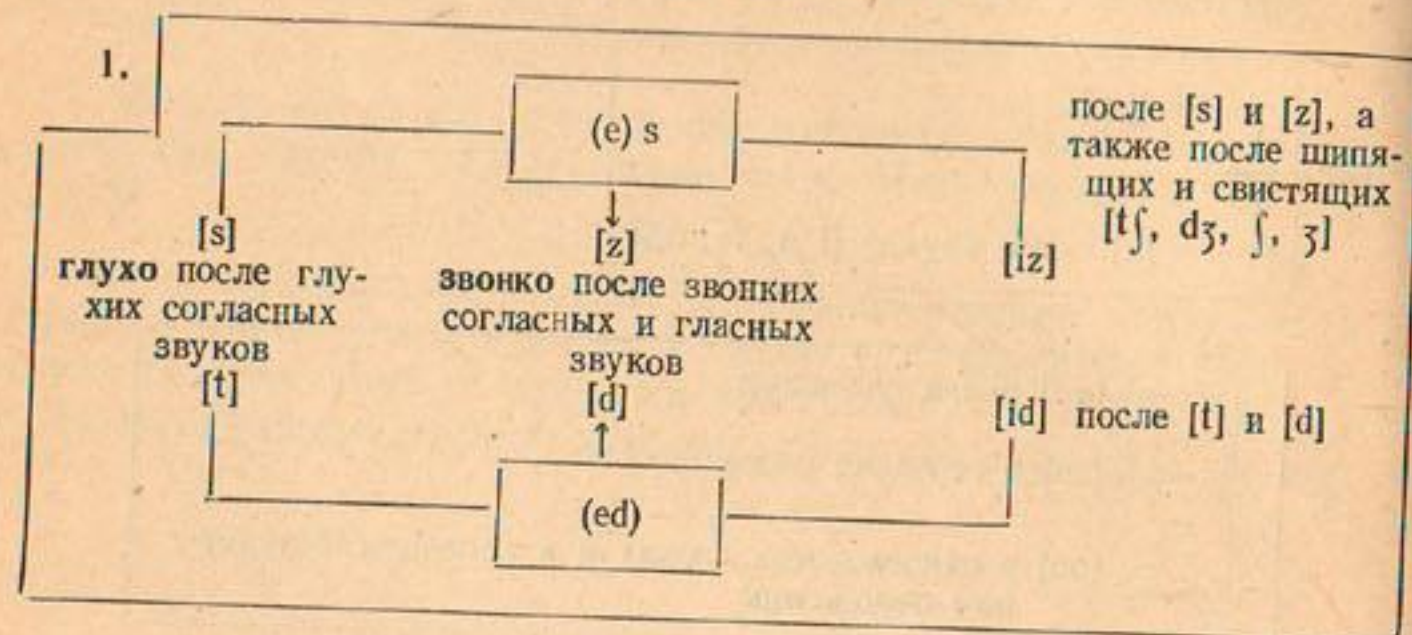 1.
(e) s
[s]
глухо после глу-
хих согласных
звуков
[t]
[z]
звонко после звонких
согласных и гласных
звуков
[d]
[iz]
после [s] и [z], а
также после шипя-
щих и свистящих
[tʃ, dʒ, ʃ, ʒ]
[id] после [t] и [d]
(ed)